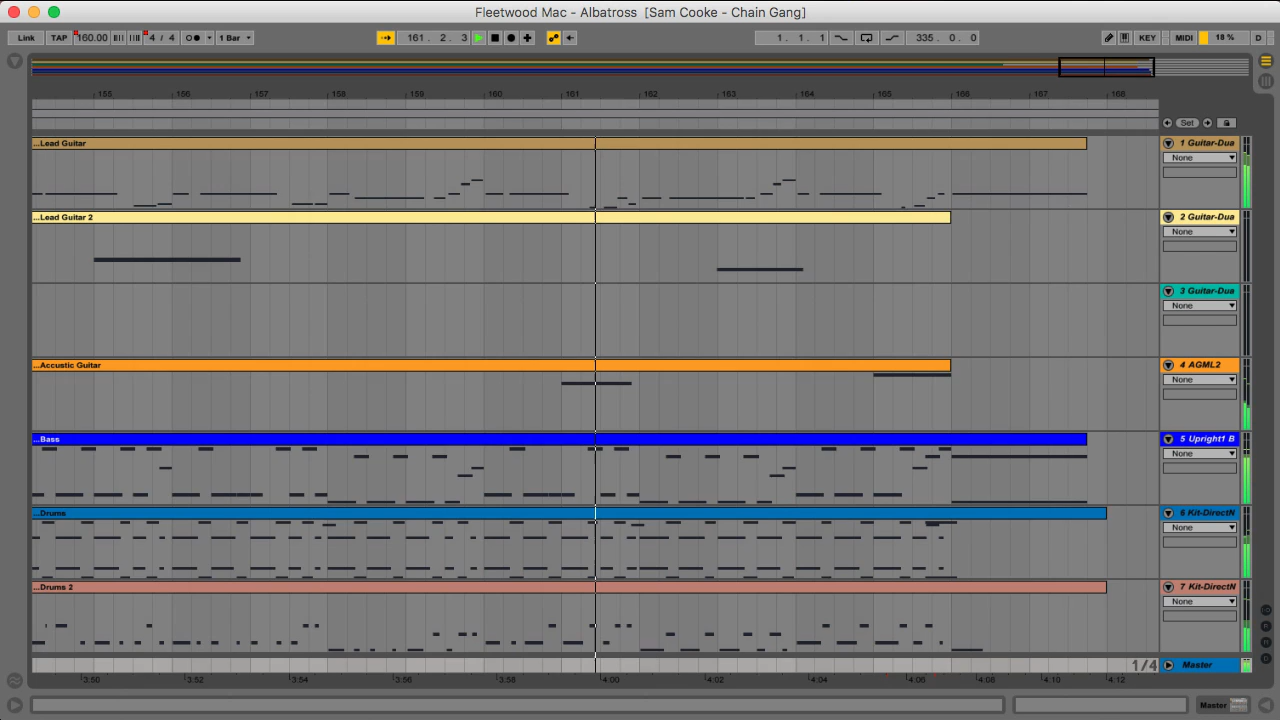 Fleetwood Mac - Albatross [Sam Cooke - Chain Gang]
Link TAP 160.00 4 / 4 1 Bar 161. 2. 3 1. 1. 1 335. 0. 0 KEY MIDI 18 % D
155 156 157 158 159 160 161 162 163 164 165 166 167 168
Set
...Lead Guitar 1 Guitar-Dua
None
...Lead Guitar 2 2 Guitar-Dua
None
3 Guitar-Dua
None
...Accustic Guitar 4 AGML2
None
...Bass 5 Upright1 B
None
...Drums 6 Kit-DirectN
None
...Drums 2 7 Kit-DirectN
None
1/4 Master
3:50 3:52 3:54 3:56 3:58 4:00 4:02 4:04 4:06 4:08 4:10 4:12
Master